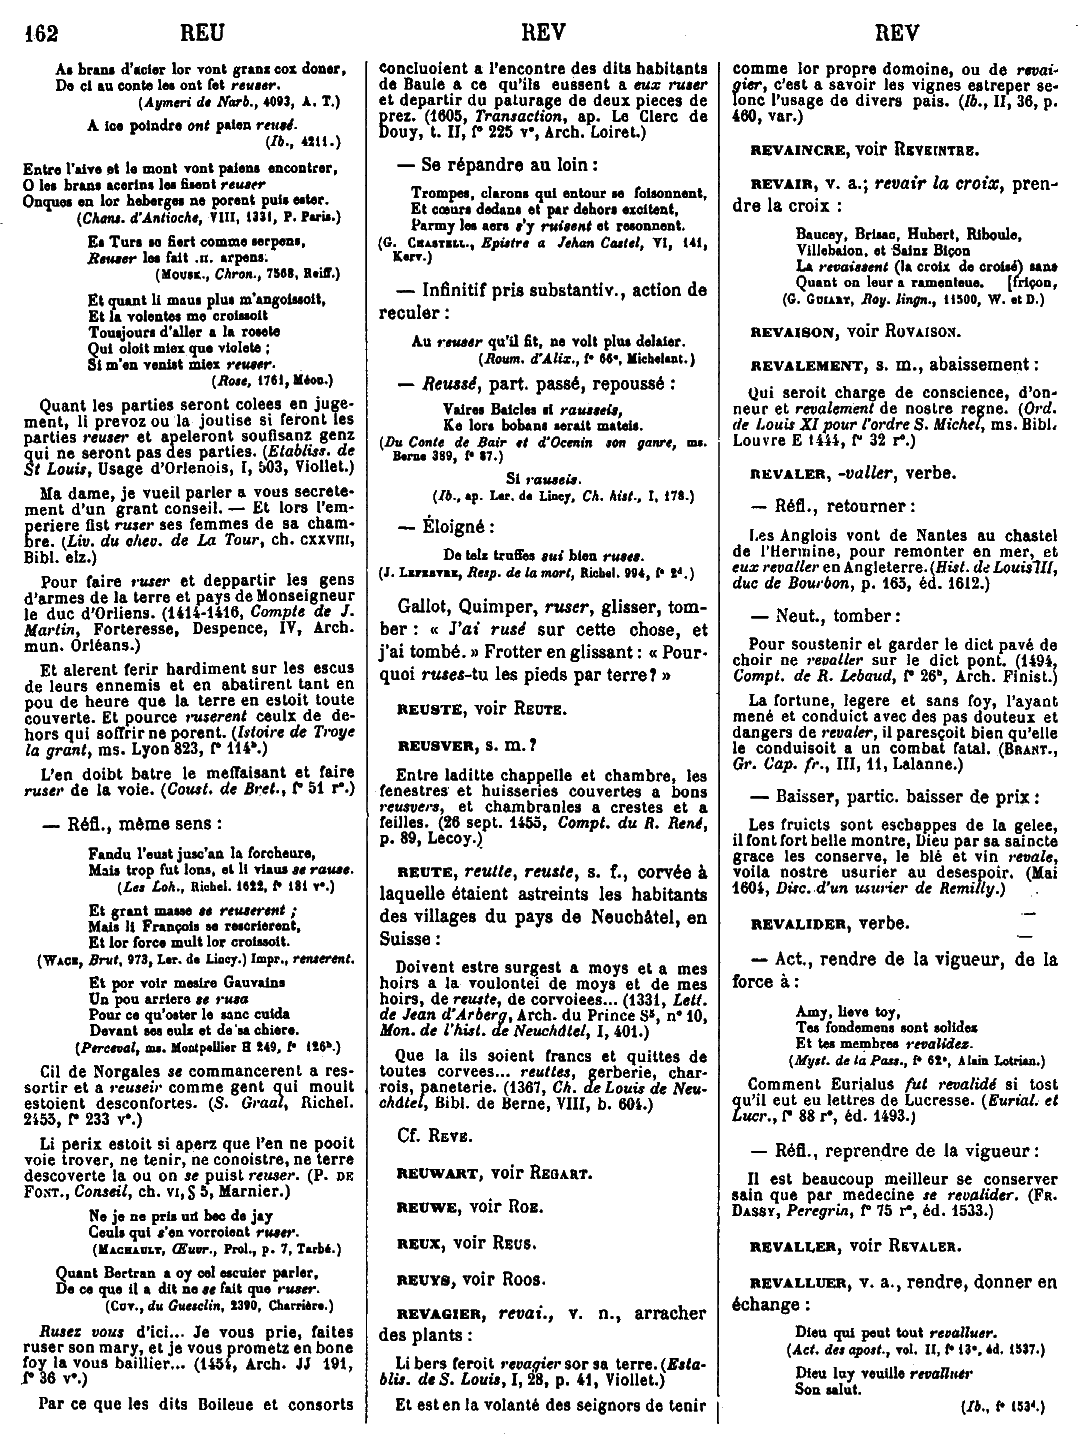 162 REU REV REV
As brans d'acier lor vont grans cox doner,
De ci au conte les ont fet reuser.
(Aymeri de Narb., 4093, A. T.)
A ice poindre ont paien reusé.
(Ib., 4211.)
Entre l'aive et le mont vont paiens encontrer,
O les brans acerins les fisent reuser
Onques en lor heberges ne porent puis ester.
(Chans. d'Antioche, VIII, 1331, P. Paris.)
Es Turs se fiert comme serpens,
Reuser les fait .II. arpens.
(Mousk., Chron., 7568, Reiff.)
Et quant li maus plus m'angoissoit,
Et la volentes me croissoit
Tousjours d'aller a la rosete
Qui oloit miex que violete ;
Si m'en venist miex reuser.
(Rose, 1761, Méon.)
Quant les parties seront colees en juge-
ment, li prevoz ou la joutise si feront les
parties reuser et apeleront soufisanz genz
qui ne seront pas des parties. (Etabliss. de
St Louis, Usage d'Orlenois, I, 503, Viollet.)
Ma dame, je vueil parler a vous secrete-
ment d'un grant conseil. — Et lors l'em-
periere fist ruser ses femmes de sa cham-
bre. (Liv. du chev. de La Tour, ch. CXXVIII,
Bibl. elz.)
Pour faire ruser et deppartir les gens
d'armes de la terre et pays de Monseigneur
le duc d'Orliens. (1414-1416, Compte de J.
Martin, Forteresse, Despence, IV, Arch.
mun. Orléans.)
Et alerent ferir hardiment sur les escus
de leurs ennemis et en abatirent tant en
pou de heure que la terre en estoit toute
couverte. Et pource ruserent ceulx de de-
hors qui soffrir ne porent. (Istoire de Troye
la grant, ms. Lyon 823, f° 114b.)
L'en doibt batre le meffaisant et faire
ruser de la voie. (Coust. de Bret., f° 51 r°.)
— Réfl., même sens :
Fandu l'eust jusc'an la forcheure,
Mais trop fut lons, et li viaus se rause.
(Les Loh., Richel. 1622, f° 181 v°.)
Et grant masse se reuserent ;
Mais li François se rescrierent,
Et lor force mult lor croissoit.
(Wace, Brut, 973, Ler. de Lincy.) Impr., renserent.
Et por voir mesire Gauvains
Un pou arriere se rusa
Pour ce qu'oster le sanc cuida
Devant ses eulz et de sa chiere.
(Perceval, ms. Montpellier H 249, f° 126b.)
Cil de Norgales se commancerent a res-
sortir et a reuseir comme gent qui mouit
estoient desconfortes. (S. Graal, Richel.
2455, f° 233 v°.)
Li perix estoit si aperz que l'en ne pooit
voie trover, ne tenir, ne conoistre, ne terre
descoverte la ou on se puist reuser. (P. de
Font., Conseil, ch. VI, § 5, Marnier.)
Ne je ne pris un bec de jay
Ceuls qui s'en vorroient ruser.
(Machault, Œuvr., Prol., p. 7, Tarbé.)
Quant Bertran a oy cel escuier parler,
De ce que il a dit ne se fait que ruser.
(Cuv., du Guesclin, 2390, Charrière.)
Rusez vous d'ici... Je vous prie, faites
ruser son mary, et je vous prometz en bone
foy la vous baillier... (1454, Arch. JJ 191,
f° 36 v°.)
Par ce que les dits Boileue et consorts
concluoient a l'encontre des dits habitants
de Baule a ce qu'ils eussent a eux ruser
et departir du paturage de deux pieces de
prez. (1605, Transaction, ap. Le Clerc de
Douy, t. II, f° 225 v°, Arch. Loiret.)
— Se répandre au loin :
Trompes, clarons qui entour se foisonnent,
Et cœurs dedans et par dehors excitent,
Parmy les aers s'y ruisent et resonnent.
(G. Chastell., Epistre a Jehan Castel, VI, 141,
Kerv.)
— Infinitif pris substantiv., action de
reculer :
Au reuser qu'il fit, ne volt plus delaier.
(Roum. d'Alix., f° 66c, Michelant.)
— Reussé, part. passé, repoussé :
Vaires Baicles si rausseis,
Ke lors bobans serait mateis.
(Du Conte de Bair et d'Ocenin son ganre, ms.
Berne 389, f° 87.)
Si rauseis.
(Ib., ap. Ler. de Lincy, Ch. hist., I, 178.)
— Éloigné :
De telz truffes sui bien ruses.
(J. Lefevre, Resp. de la mort, Richel. 994, f° 2d.)
Gallot, Quimper, ruser, glisser, tom-
ber : « J'ai rusé sur cette chose, et
j'ai tombé. » Frotter en glissant : « Pour-
quoi ruses-tu les pieds par terre? »
REUSTE, voir Reute.
REUSVER, s. m.?
Entre laditte chappelle et chambre, les
fenestres et huisseries couvertes a bons
reusvers, et chambranles a crestes et a
feilles. (26 sept. 1455, Compt. du R. René,
p. 89, Lecoy.)
REUTE, reutte, reuste, s. f., corvée à
laquelle étaient astreints les habitants
des villages du pays de Neuchâtel, en
Suisse :
Doivent estre surgest a moys et a mes
hoirs a la voulontei de moys et de mes
hoirs, de reuste, de corvoiees... (1331, Lett.
de Jean d'Arberg, Arch. du Prince S5, n° 10,
Mon. de l'hist. de Neuchâtel, I, 401.)
Que la ils soient francs et quittes de
toutes corvees... reuttes, gerberie, char-
rois, paneterie. (1367, Ch. de Louis de Neu-
châtel, Bibl. de Berne, VIII, b. 604.)
Cf. Reve.
REUWART, voir Regart.
REUWE, voir Roe.
REUX, voir Reus.
REUYS, voir Roos.
REVAGIER, revai., v. n., arracher
des plants :
Li bers feroit revagier sor sa terre. (Esta-
blis. de S. Louis, I, 28, p. 41, Viollet.)
Et est en la volanté des seignors de tenir
comme lor propre domoine, ou de revai-
gier, c'est a savoir les vignes estreper se-
lonc l'usage de divers pais. (Ib., II, 36, p.
460, var.)
REVAINCRE, voir Reveintre.
REVAIR, v. a.; revair la croix, pren-
dre la croix :
Baucey, Brisac, Hubert, Riboule,
Villebaion, et Sainz Biçon
La revaissent (la croix de croisé) sans
Quant on leur a ramenteue. [friçon,
(G. Guiart, Roy. lingn., 11500, W. et D.)
REVAISON, voir Rovaison.
REVALEMENT, s. m., abaissement :
Qui seroit charge de conscience, d'on-
neur et revalement de nostre regne. (Ord.
de Louis XI pour l'ordre S. Michel, ms. Bibl.
Louvre E 1444, f° 32 r°.)
REVALER, -valler, verbe.
— Réfl., retourner :
Les Anglois vont de Nantes au chastel
de l'Hermine, pour remonter en mer, et
eux revaller en Angleterre. (Hist. de Louis III,
duc de Bourbon, p. 165, éd. 1612.)
— Neut., tomber :
Pour soustenir et garder le dict pavé de
choir ne revaller sur le dict pont. (1494,
Compt. de R. Lebaud, f° 26b, Arch. Finist.)
La fortune, legere et sans foy, l'ayant
mené et conduict avec des pas douteux et
dangers de revaler, il paresçoit bien qu'elle
le conduisoit a un combat fatal. (Brant.,
Gr. Cap. fr., III, 11, Lalanne.)
— Baisser, partic. baisser de prix :
Les fruicts sont eschappes de la gelee,
il font fort belle montre, Dieu par sa saincte
grace les conserve, le blé et vin revale,
voila nostre usurier au desespoir. (Mai
1604, Disc. d'un usurier de Remilly.)
REVALIDER, verbe.
— Act., rendre de la vigueur, de la
force à :
Amy, lieve toy,
Tes fondemens sont solides
Et tes membres revalidez.
(Myst. de la Pass., f° 62c, Alain Lotrian.)
Comment Eurialus fut revalidé si tost
qu'il eut eu lettres de Lucresse. (Eurial. et
Lucr., f° 88 r°, éd. 1493.)
— Réfl., reprendre de la vigueur :
Il est beaucoup meilleur se conserver
sain que par medecine se revalider. (Fr.
Dassy, Peregrin, f° 75 r°, éd. 1533.)
REVALLER, voir Revaler.
REVALLUER, v. a., rendre, donner en
échange :
Dieu qui peut tout revalluer.
(Act. des apost., vol. II, f° 13c, éd. 1537.)
Dieu luy veuille revalluer
Son salut.
(Ib., f° 153d.)